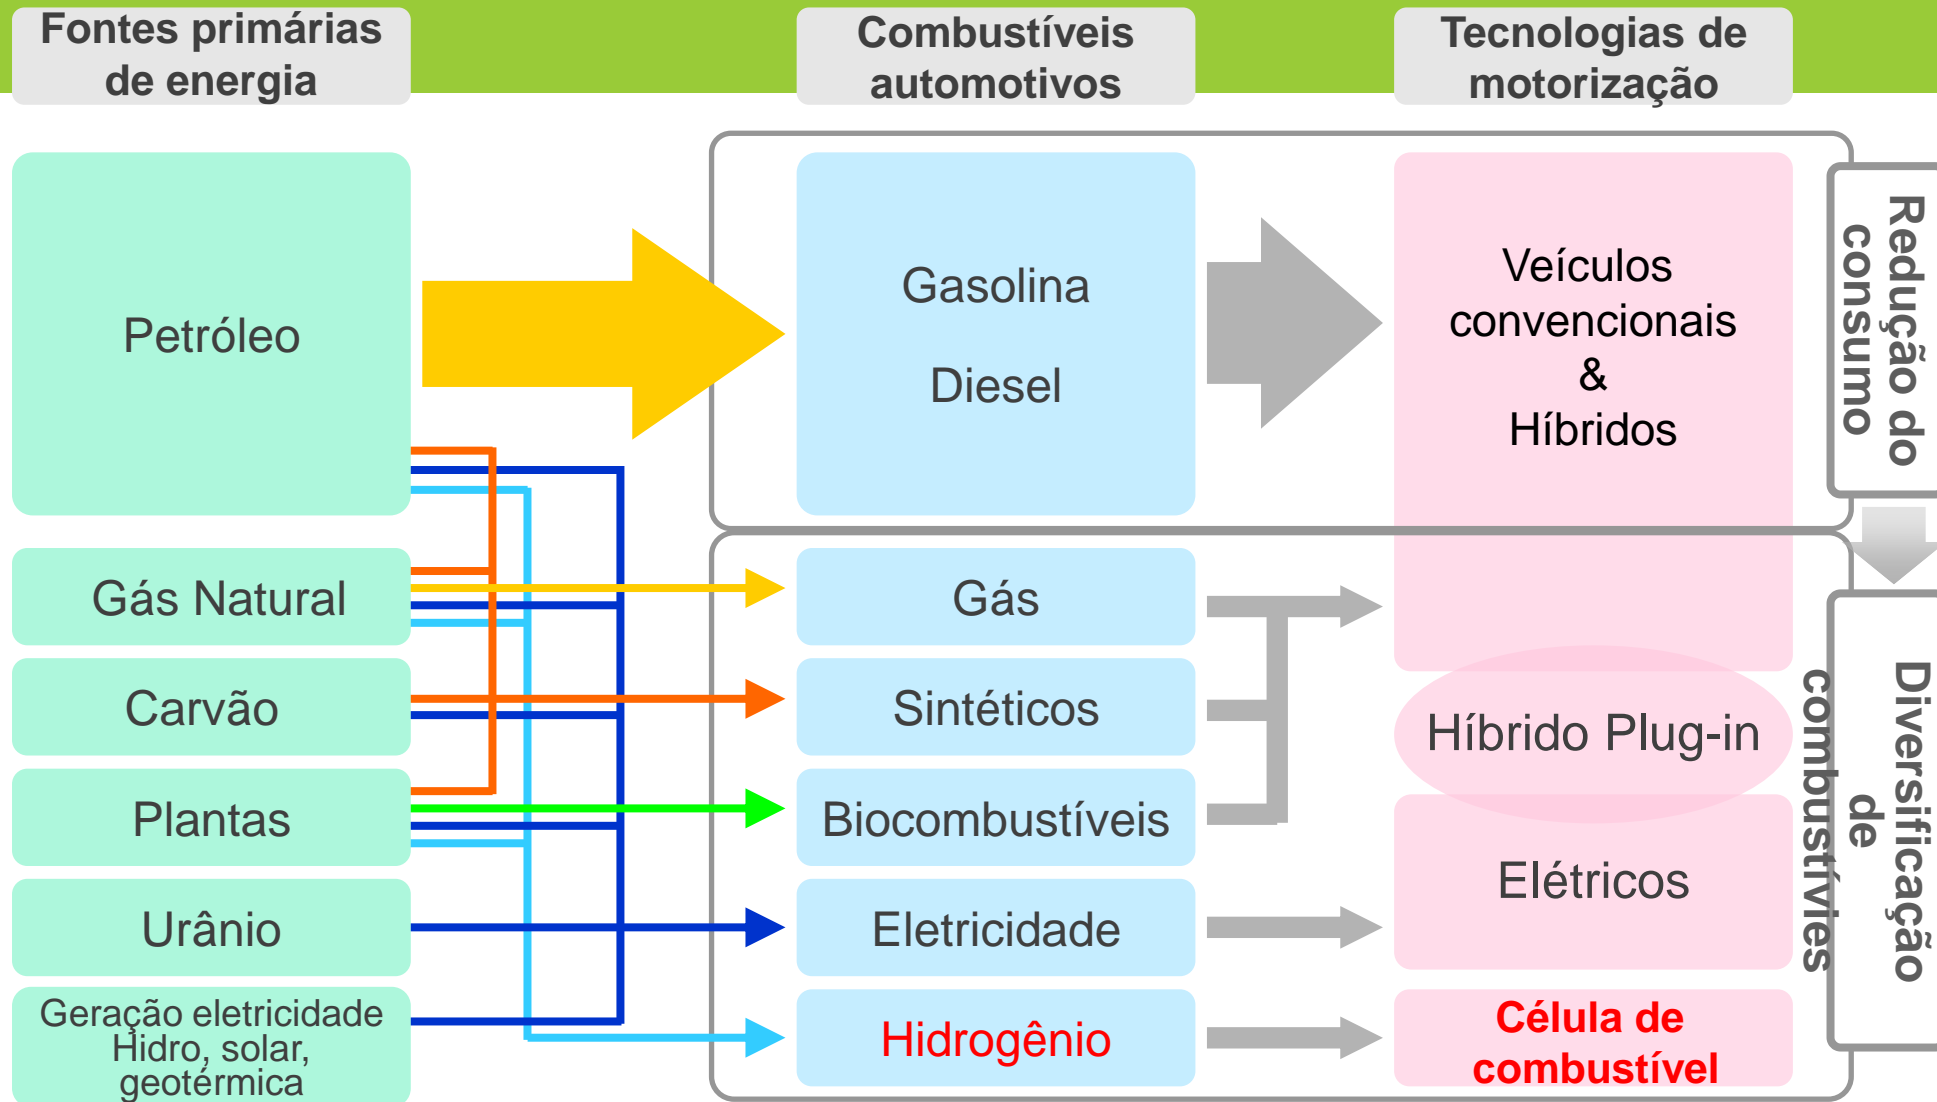 Fontes primárias
de energia
Combustíveis
automotivos
Tecnologias de
motorização
Petróleo
Gasolina
Diesel
Veículos
convencionais
&
Híbridos
Redução do
consumo
Gás Natural
Gás
Carvão
Sintéticos
Híbrido Plug-in
Plantas
Biocombustíveis
Diversificação
de
combustívies
Urânio
Eletricidade
Elétricos
Geração eletricidade
Hidro, solar,
geotérmica
Hidrogênio
Célula de
combustível